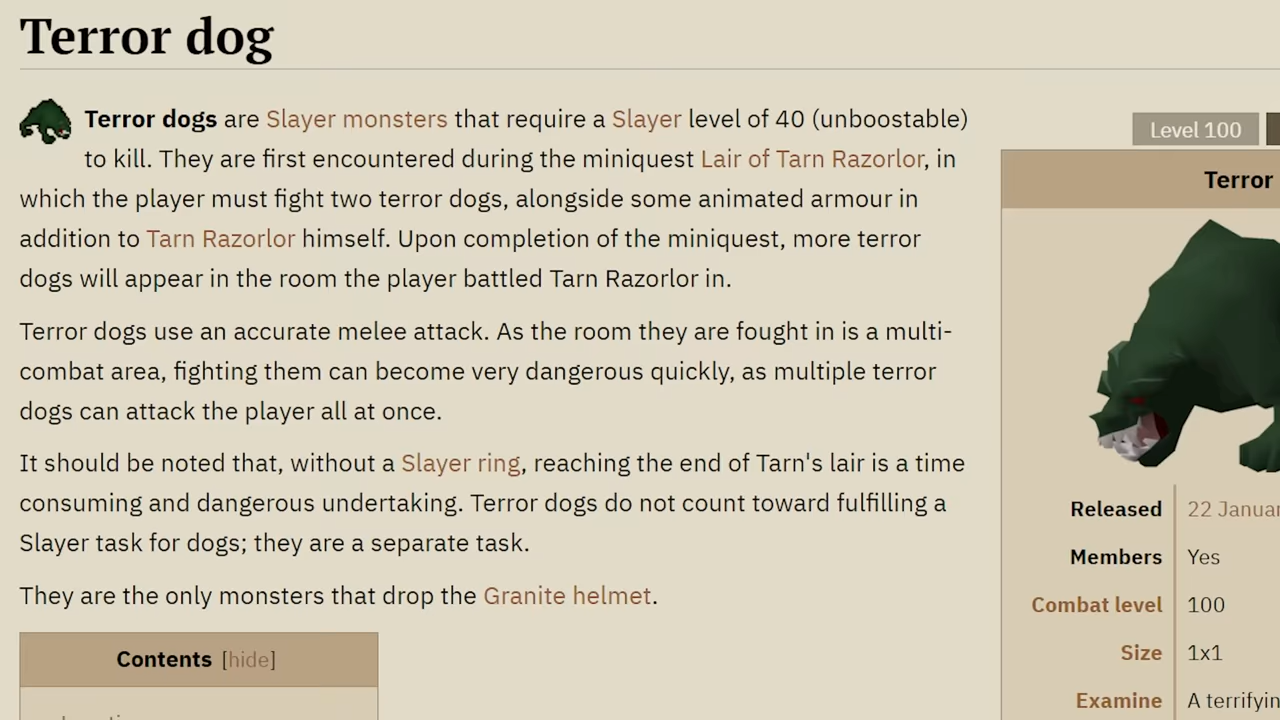 Terror dog
Terror dogs are Slayer monsters that require a Slayer level of 40 (unboostable)
to kill. They are first encountered during the miniquest Lair of Tarn Razorlor, in
which the player must fight two terror dogs, alongside some animated armour in
addition to Tarn Razorlor himself. Upon completion of the miniquest, more terror
dogs will appear in the room the player battled Tarn Razorlor in.
Terror dogs use an accurate melee attack. As the room they are fought in is a multi-
combat area, fighting them can become very dangerous quickly, as multiple terror
dogs can attack the player all at once.
It should be noted that, without a Slayer ring, reaching the end of Tarn's lair is a time
consuming and dangerous undertaking. Terror dogs do not count toward fulfilling a
Slayer task for dogs; they are a separate task.
They are the only monsters that drop the Granite helmet.
Contents [hide]
Level 100
Terror
Released 22 Januar
Members Yes
Combat level 100
Size 1x1
Examine A terrifyin